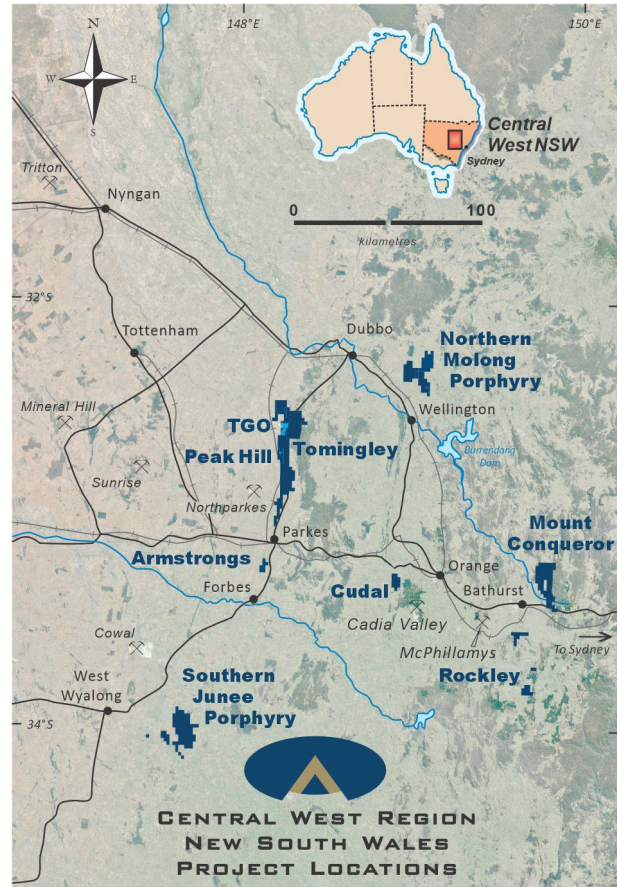 148°E
150°E
N
W
E
S
Central
West NSW
Sydney
0
100
kilometres
Tritton
Nyngan
32°S
Tottenham
Dubbo
Northern
Molong
Porphyry
Mineral Hill
Wellington
TGO
Tomingley
Peak Hill
Burrendong
Dam
Sunrise
Northparkes
Parkes
Mount
Conqueror
Armstrongs
Orange
Forbes
Cudal
Bathurst
Cadia Valley
Cowal
McPhillamys
To Sydney
West
Wyalong
Southern
Junee
Porphyry
Rockley
34°S
CENTRAL WEST REGION
NEW SOUTH WALES
PROJECT LOCATIONS